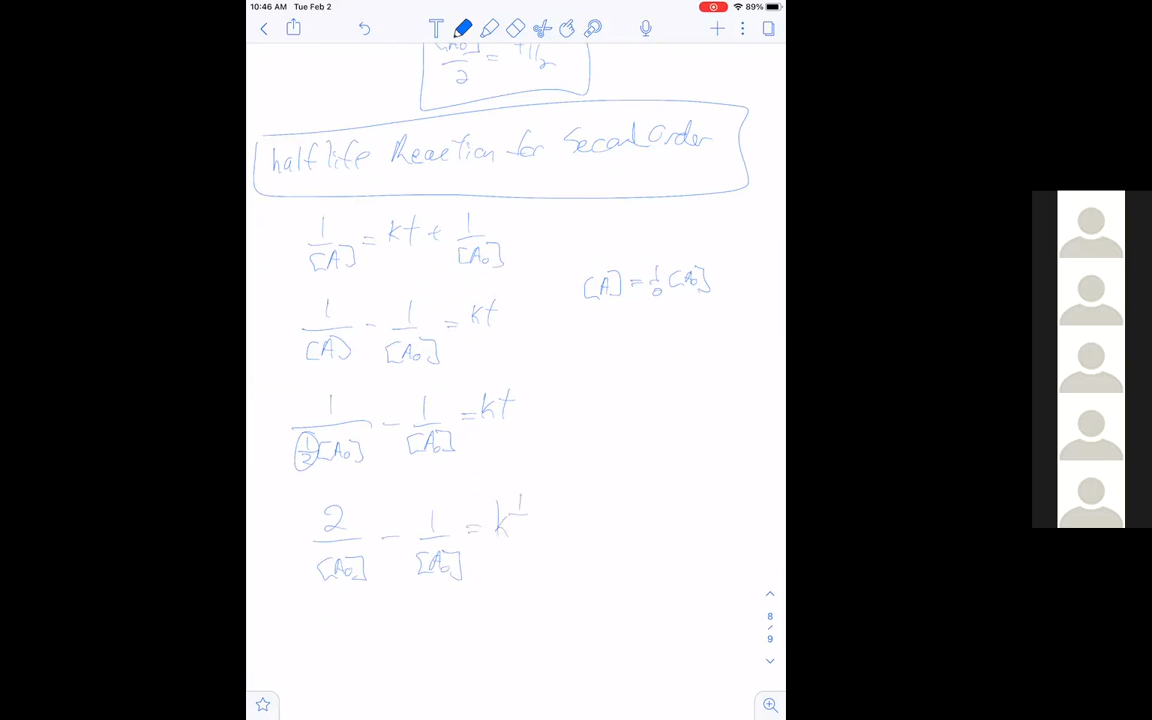 10:46 AM Tue Feb 2
89%
T
2 =
half life Reaction for Second Order
1/[A] = kt + 1/[A₀]
[A] = 1/0 [A₀]
1/[A] - 1/[A₀] = kt
1/(1/2 [A₀]) - 1/[A₀] = kt
2/[A₀] - 1/[A₀] = k
8
/
9